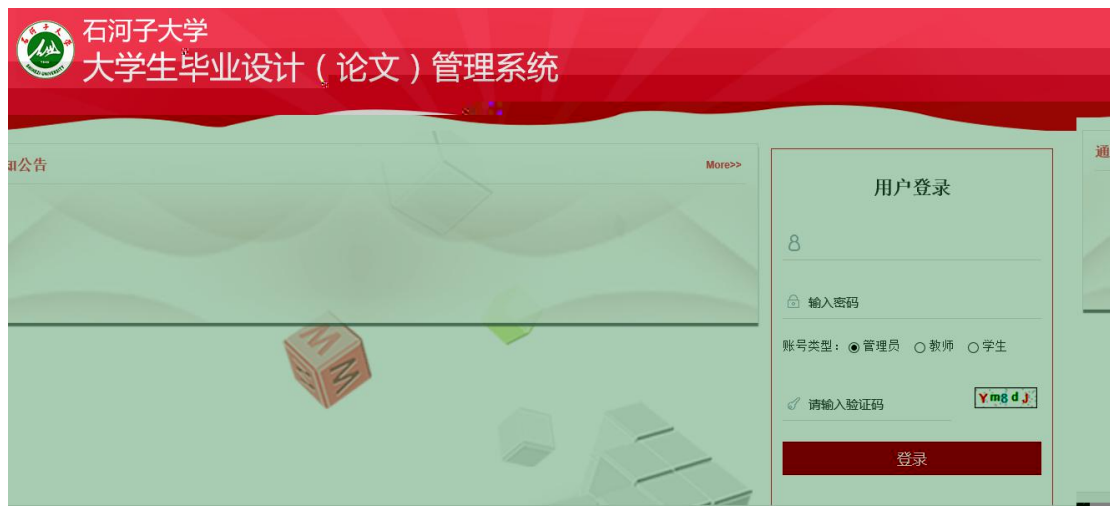 石河子大学
大学生毕业设计（论文）管理系统
知公告
More>>
通
用户登录
输入密码
账号类型： 管理员 教师 学生
请输入验证码
Ym8dJ
登录